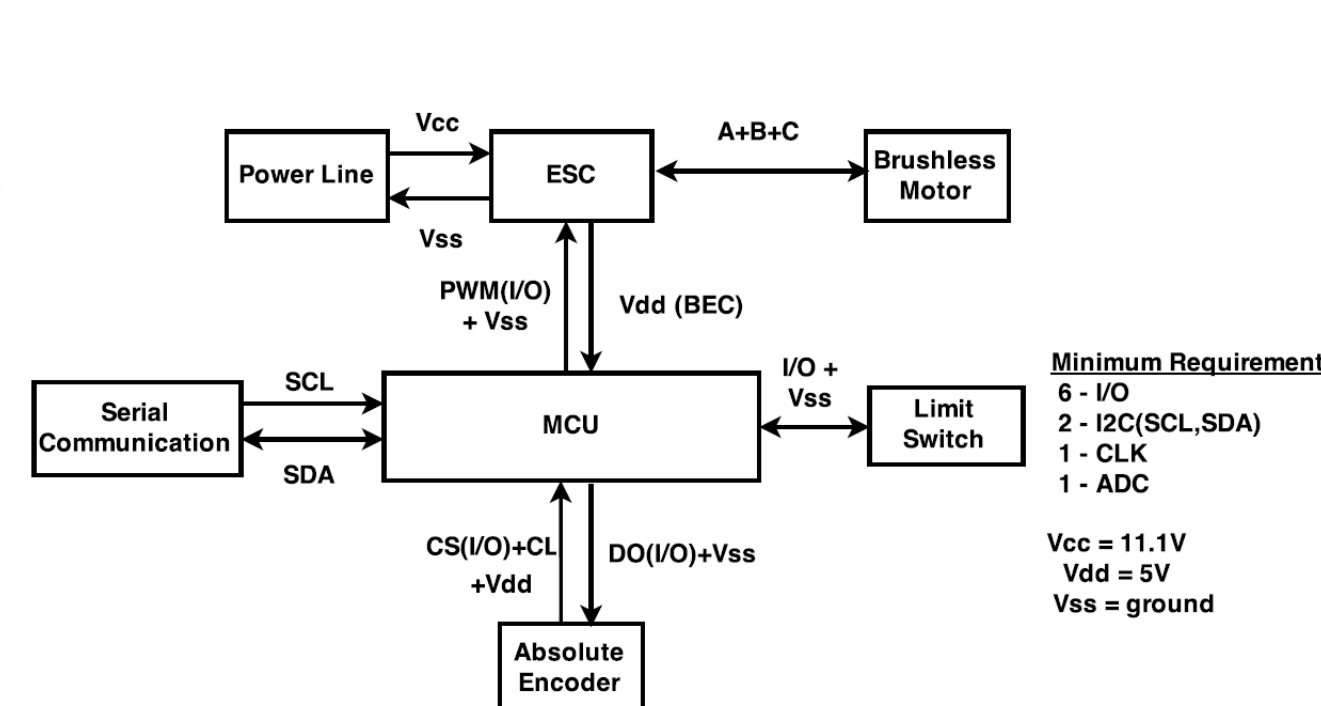 Vcc
A+B+C
Power Line
ESC
Brushless
Motor
Vss
PWM(I/O)
+ Vss
Vdd (BEC)
SCL
Serial
Communication
SDA
MCU
I/O +
Vss
Limit
Switch
Minimum Requirement
6 - I/O
2 - I2C(SCL,SDA)
1 - CLK
1 - ADC
Vcc = 11.1V
Vdd = 5V
Vss = ground
CS(I/O)+CL
+Vdd
DO(I/O)+Vss
Absolute
Encoder